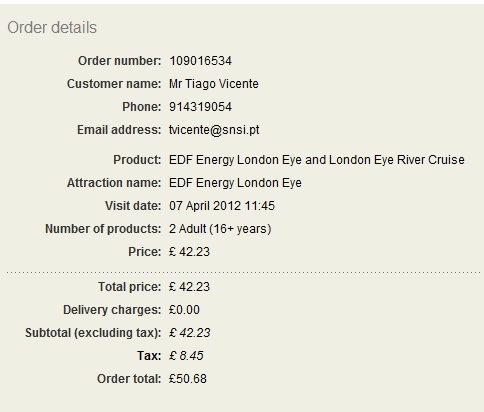 Order details
Order number: 109016534
Customer name: Mr Tiago Vicente
Phone: 914319054
Email address: tvicente@snsi.pt
Product: EDF Energy London Eye and London Eye River Cruise
Attraction name: EDF Energy London Eye
Visit date: 07 April 2012 11:45
Number of products: 2 Adult (16+ years)
Price: £ 42.23
Total price: £ 42.23
Delivery charges: £0.00
Subtotal (excluding tax): £ 42.23
Tax: £ 8.45
Order total: £50.68